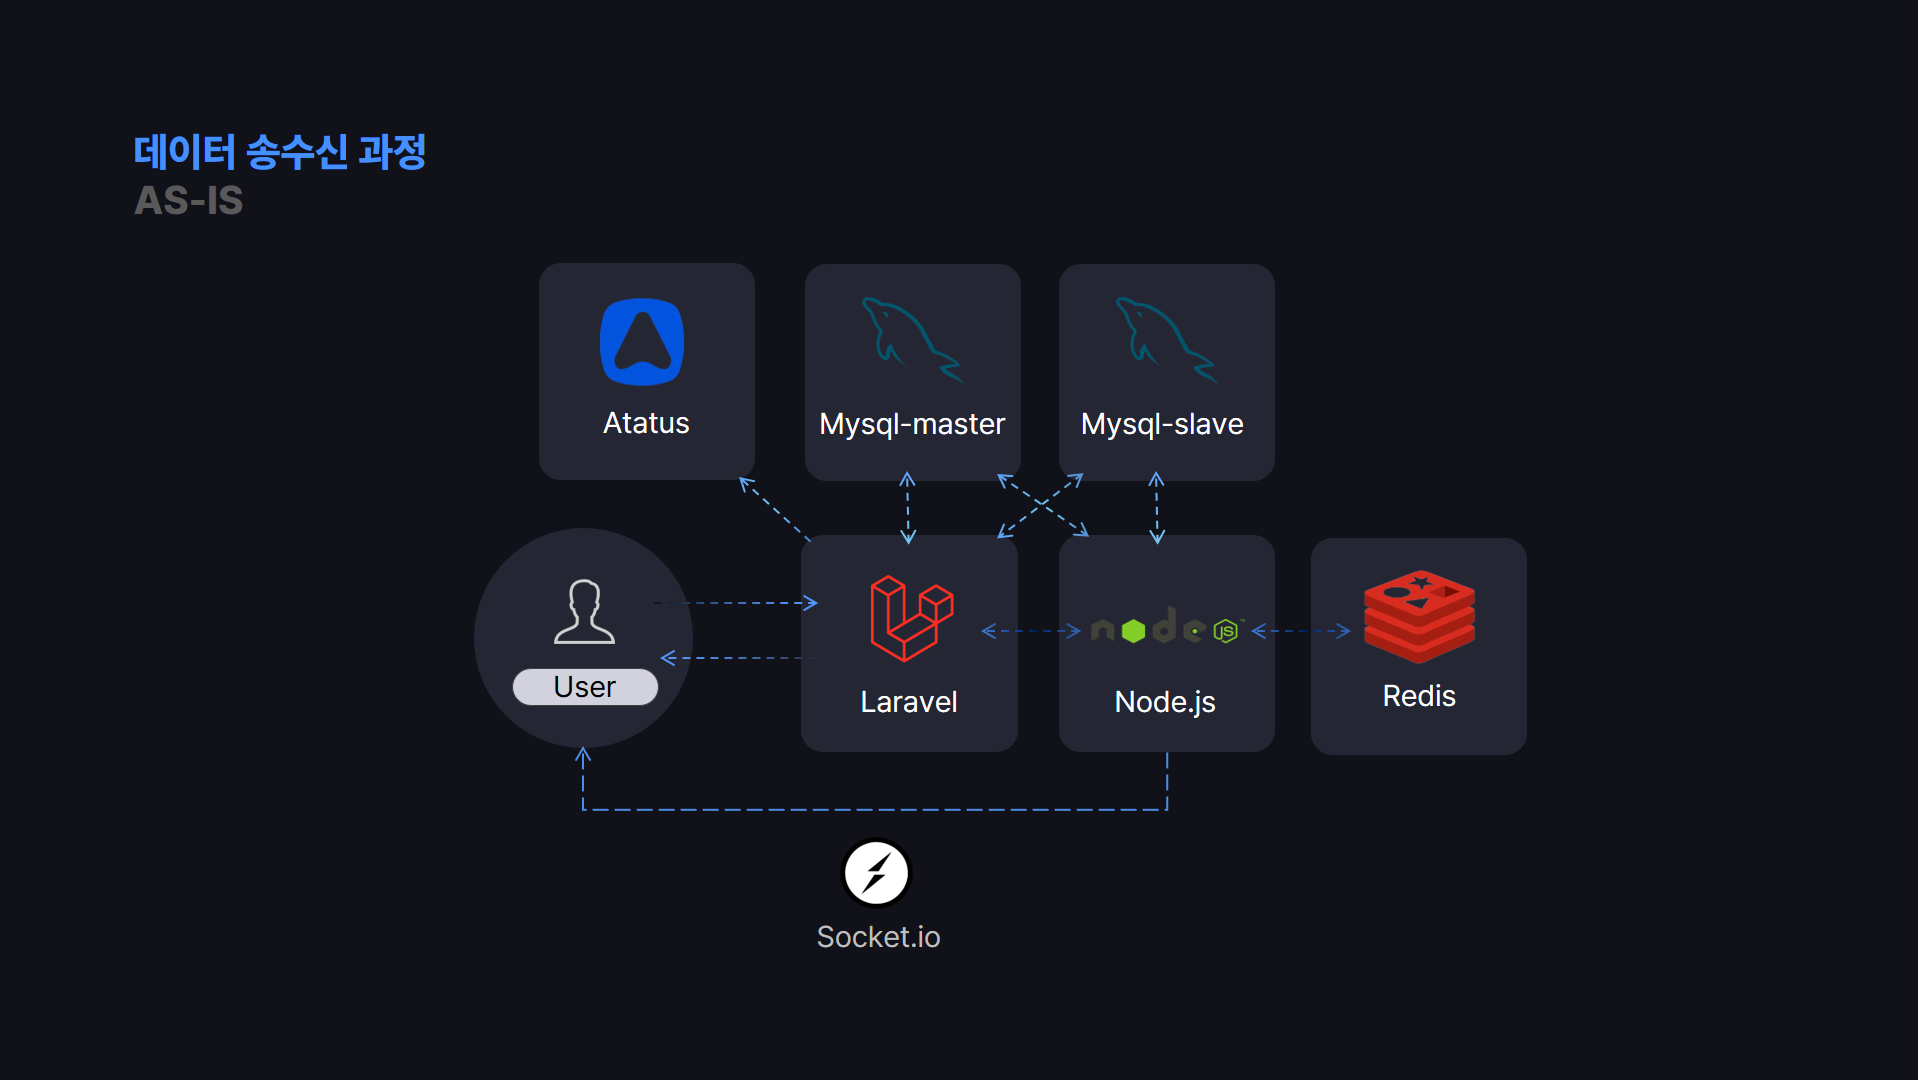 데이터 송수신 과정
AS-IS
Atatus
Mysql-master
Mysql-slave
User
Laravel
node JS
Node.js
Redis
Socket.io